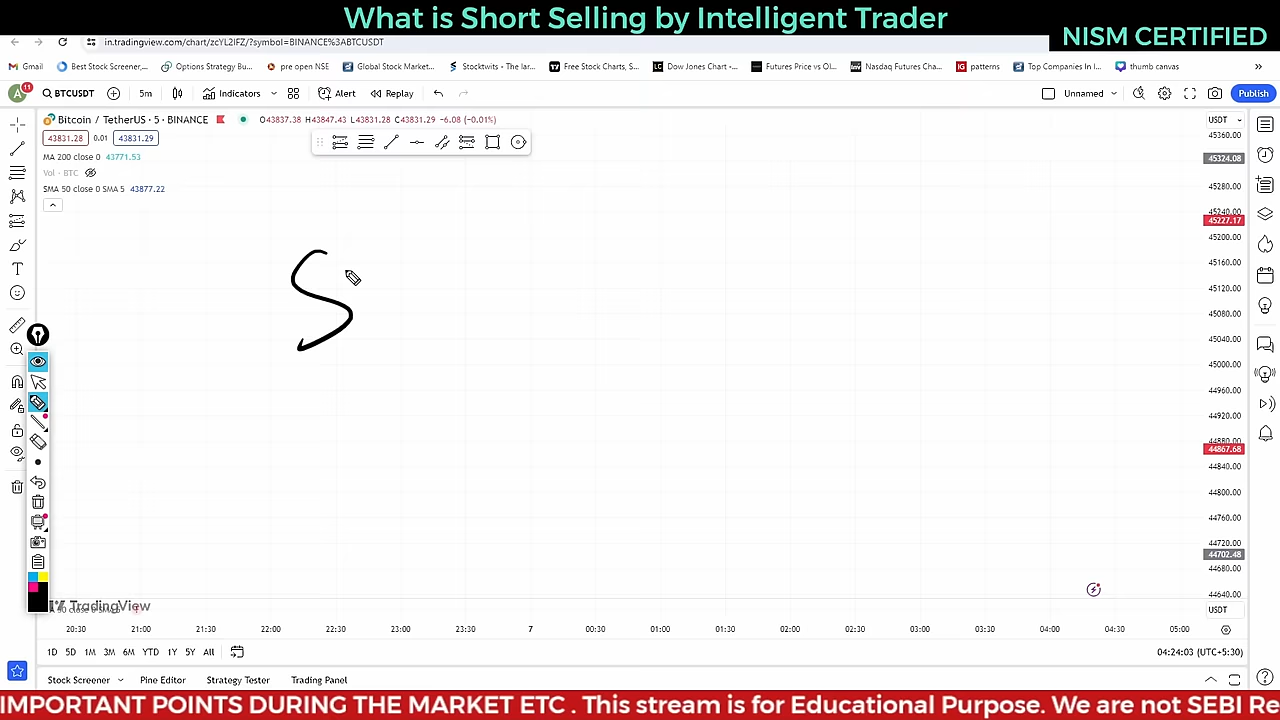 What is Short Selling by Intelligent Trader
NISM CERTIFIED
in.tradingview.com/chart/zcYL2IFZ/?symbol=BINANCE%3ABTCUSDT
Gmail Best Stock Screener,... Options Strategy Bu... pre open NSE Global Stock Market... Stocktwits - The lar... Free Stock Charts, S... Dow Jones Chart -... Futures Price vs Ol... Nasdaq Futures Cha... patterns Top Companies In I... thumb canvas »
A 11 BTCUSDT 5m Indicators Alert Replay Unnamed Publish
Bitcoin / TetherUS · 5 · BINANCE O43837.38 H43847.43 L43831.28 C43831.29 −6.08 (−0.01%) USDT
43831.28 0.01 43831.29
MA 200 close 0 43771.53
Vol · BTC
SMA 50 close 0 SMA 5 43877.22
S
45360.00
45324.08
45280.00
45240.00
45227.17
45200.00
45160.00
45120.00
45080.00
45040.00
45000.00
44960.00
44920.00
44880.00
44867.68
44840.00
44800.00
44760.00
44720.00
44702.48
44680.00
44640.00
TradingView
USDT
20:30 21:00 21:30 22:00 22:30 23:00 23:30 7 00:30 01:00 01:30 02:00 02:30 03:00 03:30 04:00 04:30 05:00
1D 5D 1M 3M 6M YTD 1Y 5Y All 04:24:03 (UTC+5:30)
Stock Screener Pine Editor Strategy Tester Trading Panel
IMPORTANT POINTS DURING THE MARKET ETC . This stream is for Educational Purpose. We are not SEBI Re